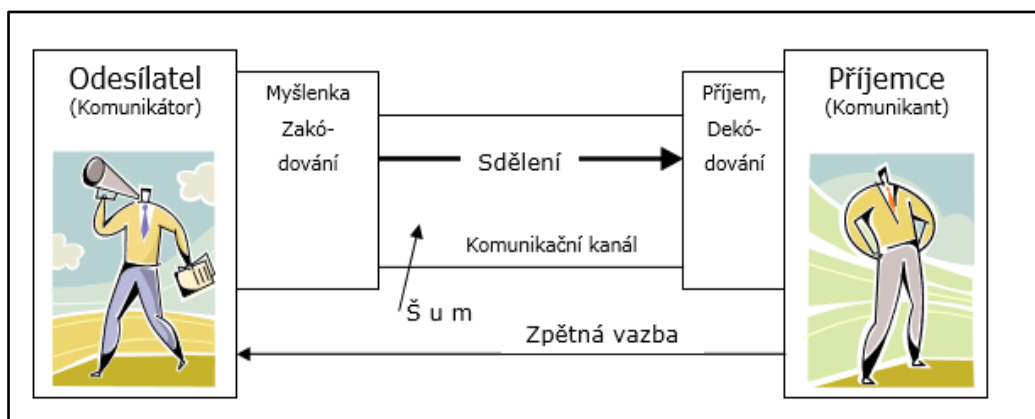 Odesílatel
(Komunikátor)
Myšlenka
Zakó-
dování
Sdělení
Komunikační kanál
Š u m
Příjem,
Dekó-
dování
Příjemce
(Komunikant)
Zpětná vazba